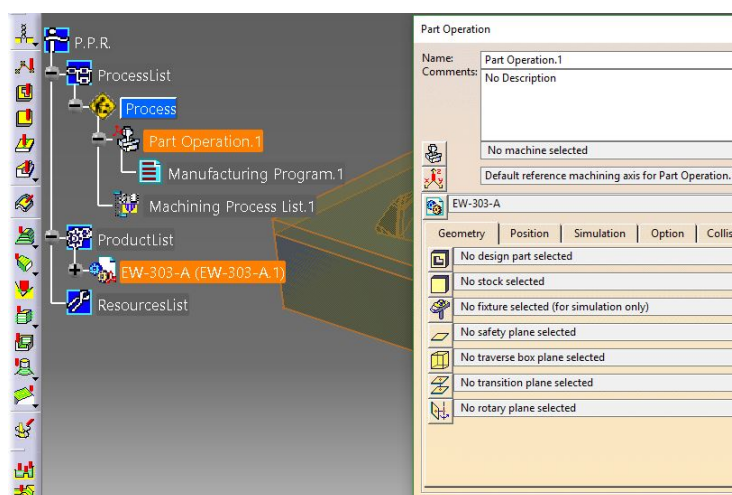 P.P.R.
ProcessList
Process
Part Operation.1
Manufacturing Program.1
Machining Process List.1
ProductList
EW-303-A (EW-303-A.1)
ResourcesList
Part Operation
Name: Part Operation.1
Comments: No Description
No machine selected
Default reference machining axis for Part Operation.
EW-303-A
Geometry Position Simulation Option Collis
No design part selected
No stock selected
No fixture selected (for simulation only)
No safety plane selected
No traverse box plane selected
No transition plane selected
No rotary plane selected